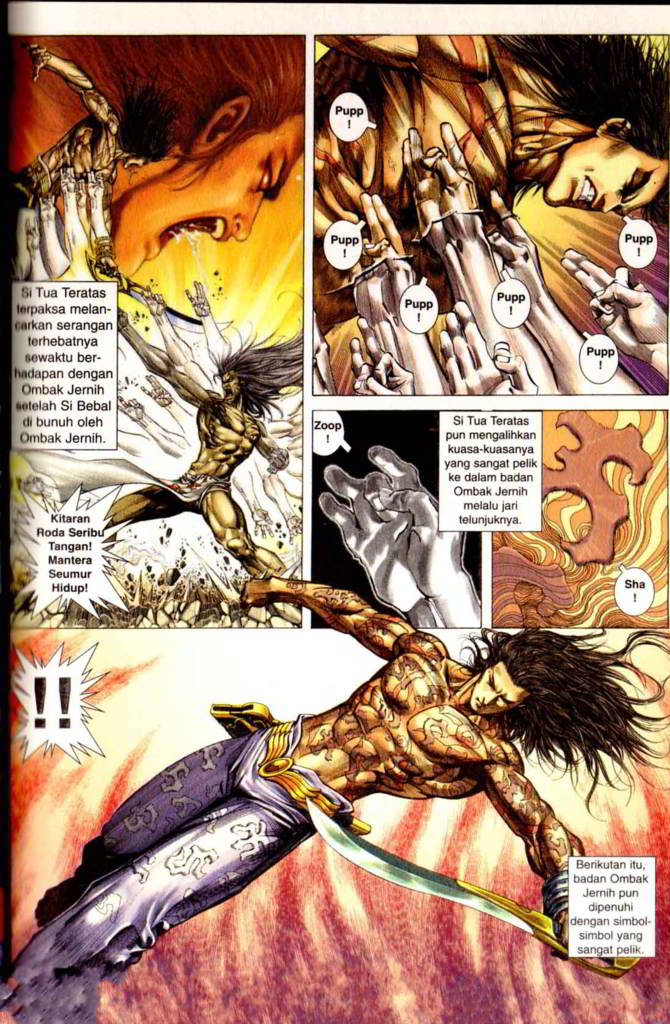 Si Tua Teratas
terpaksa melan-
carkan serangan
terhebatnya
sewaktu ber-
hadapan dengan
Ombak Jernih
setelah Si Bebal
di bunuh oleh
Ombak Jernih.
Kitaran
Roda Seribu
Tangan!
Mantera
Seumur
Hidup!
Pupp
!
Pupp
!
Pupp
!
Pupp
!
Pupp
!
Pupp
!
Zoop
!
Si Tua Teratas
pun mengalihkan
kuasa-kuasanya
yang sangat pelik
ke dalam badan
Ombak Jernih
melalu jari
telunjuknya.
Sha
!
!!
Berikutan itu,
badan Ombak
Jernih pun
dipenuhi
dengan simbol-
simbol yang
sangat pelik.